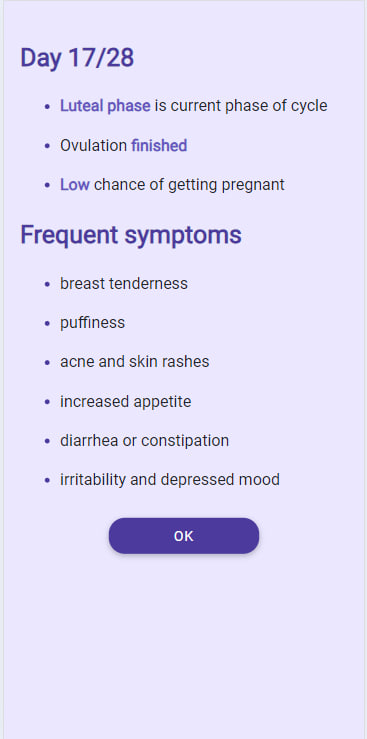 Day 17/28
Luteal phase is current phase of cycle
Ovulation finished
Low chance of getting pregnant
Frequent symptoms
breast tenderness
puffiness
acne and skin rashes
increased appetite
diarrhea or constipation
irritability and depressed mood
OK